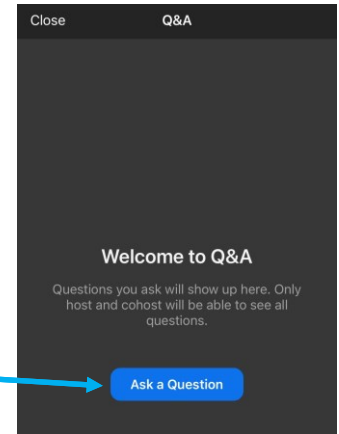 Close Q&A
Welcome to Q&A
Questions you ask will show up here. Only
host and cohost will be able to see all
questions.
Ask a Question